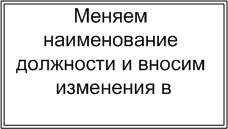 Меняем
наименование
должности и вносим
изменения в